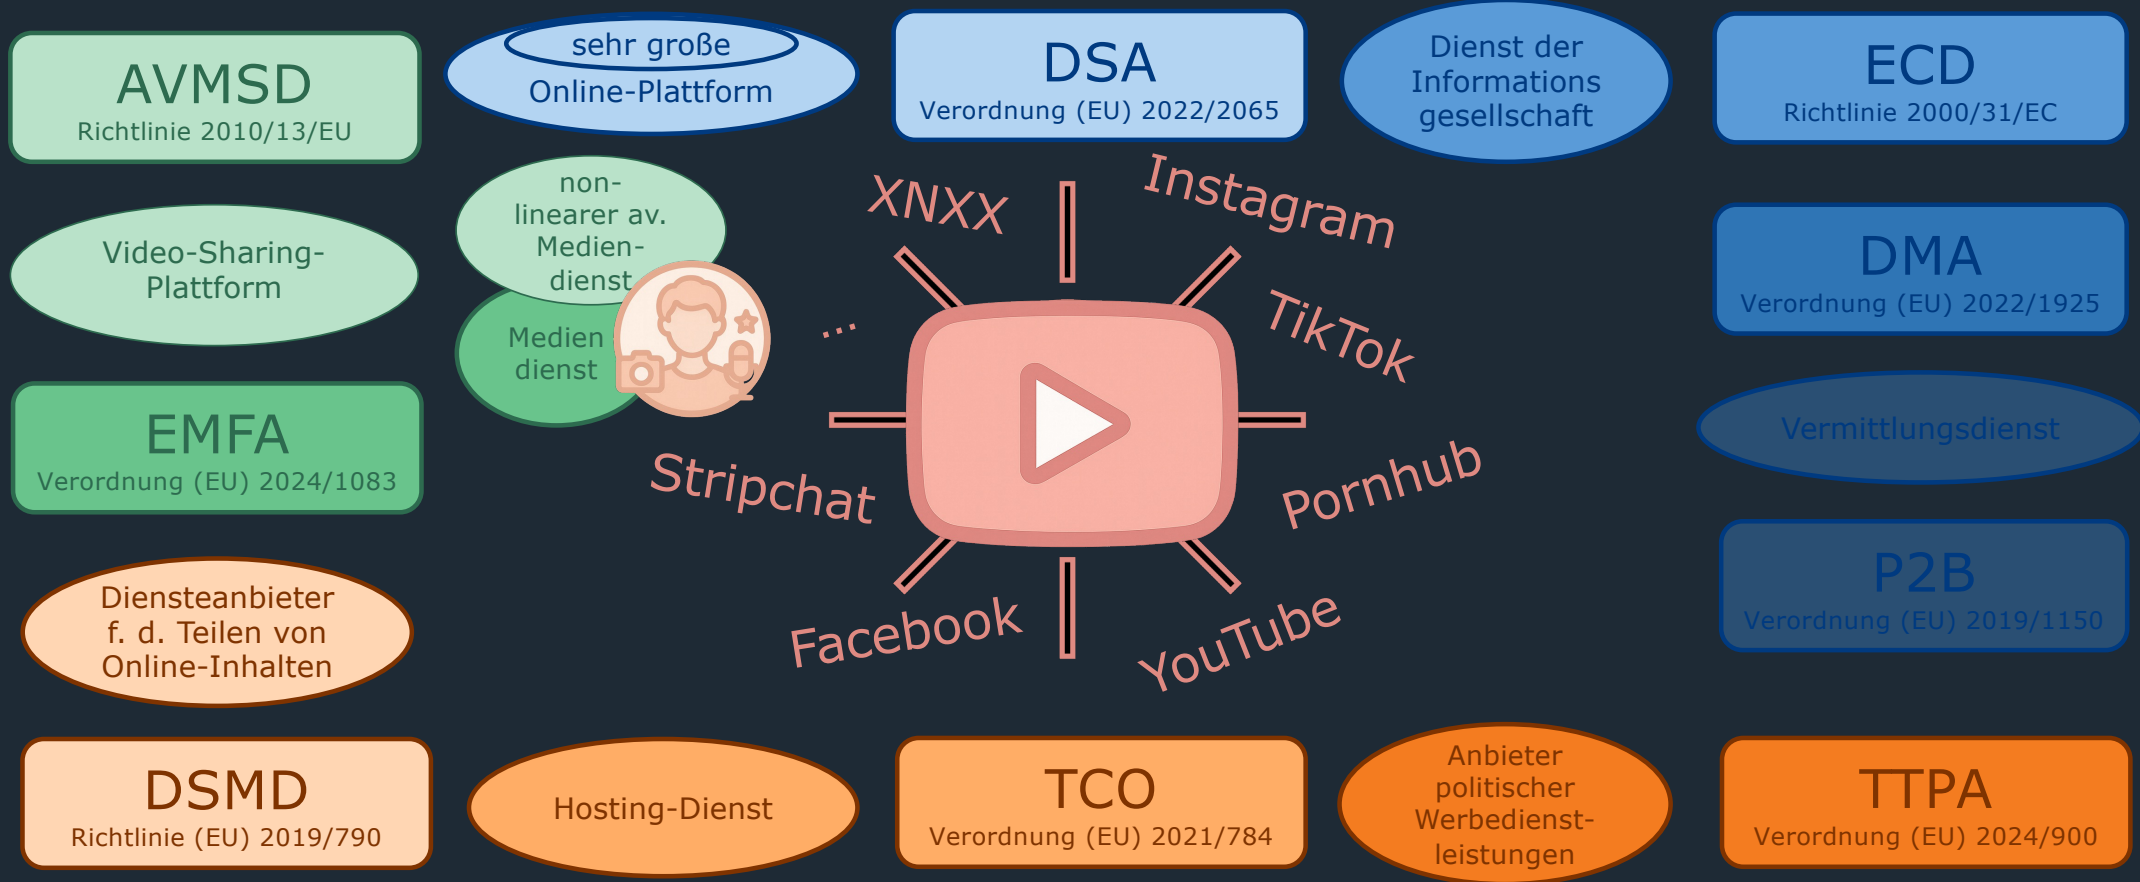 AVMSD
Richtlinie 2010/13/EU
sehr große
Online-Plattform
DSA
Verordnung (EU) 2022/2065
Dienst der
Informations
gesellschaft
ECD
Richtlinie 2000/31/EC
Video-Sharing-
Plattform
non-
linearer av.
Medien-
dienst
Medien
dienst
XNXX
Instagram
...
TikTok
Stripchat
Pornhub
Facebook
YouTube
DMA
Verordnung (EU) 2022/1925
Vermittlungsdienst
EMFA
Verordnung (EU) 2024/1083
P2B
Verordnung (EU) 2019/1150
Diensteanbieter
f. d. Teilen von
Online-Inhalten
DSMD
Richtlinie (EU) 2019/790
Hosting-Dienst
TCO
Verordnung (EU) 2021/784
Anbieter
politischer
Werbedienst-
leistungen
TTPA
Verordnung (EU) 2024/900